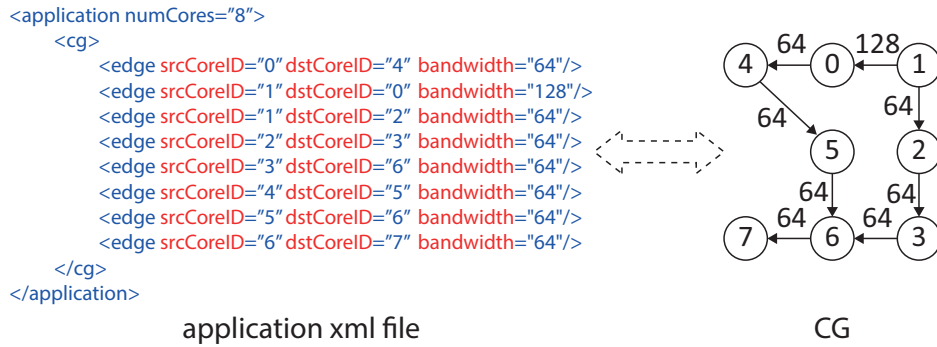 <application numCores="8">
<cg>
<edge srcCoreID="0" dstCoreID="4" bandwidth="64"/>
<edge srcCoreID="1" dstCoreID="0" bandwidth="128"/>
<edge srcCoreID="1" dstCoreID="2" bandwidth="64"/>
<edge srcCoreID="2" dstCoreID="3" bandwidth="64"/>
<edge srcCoreID="3" dstCoreID="6" bandwidth="64"/>
<edge srcCoreID="4" dstCoreID="5" bandwidth="64"/>
<edge srcCoreID="5" dstCoreID="6" bandwidth="64"/>
<edge srcCoreID="6" dstCoreID="7" bandwidth="64"/>
</cg>
</application>
application xml file
64 128
4 0 1
64 64
5 2
64 64
64 64
7 6 3
CG